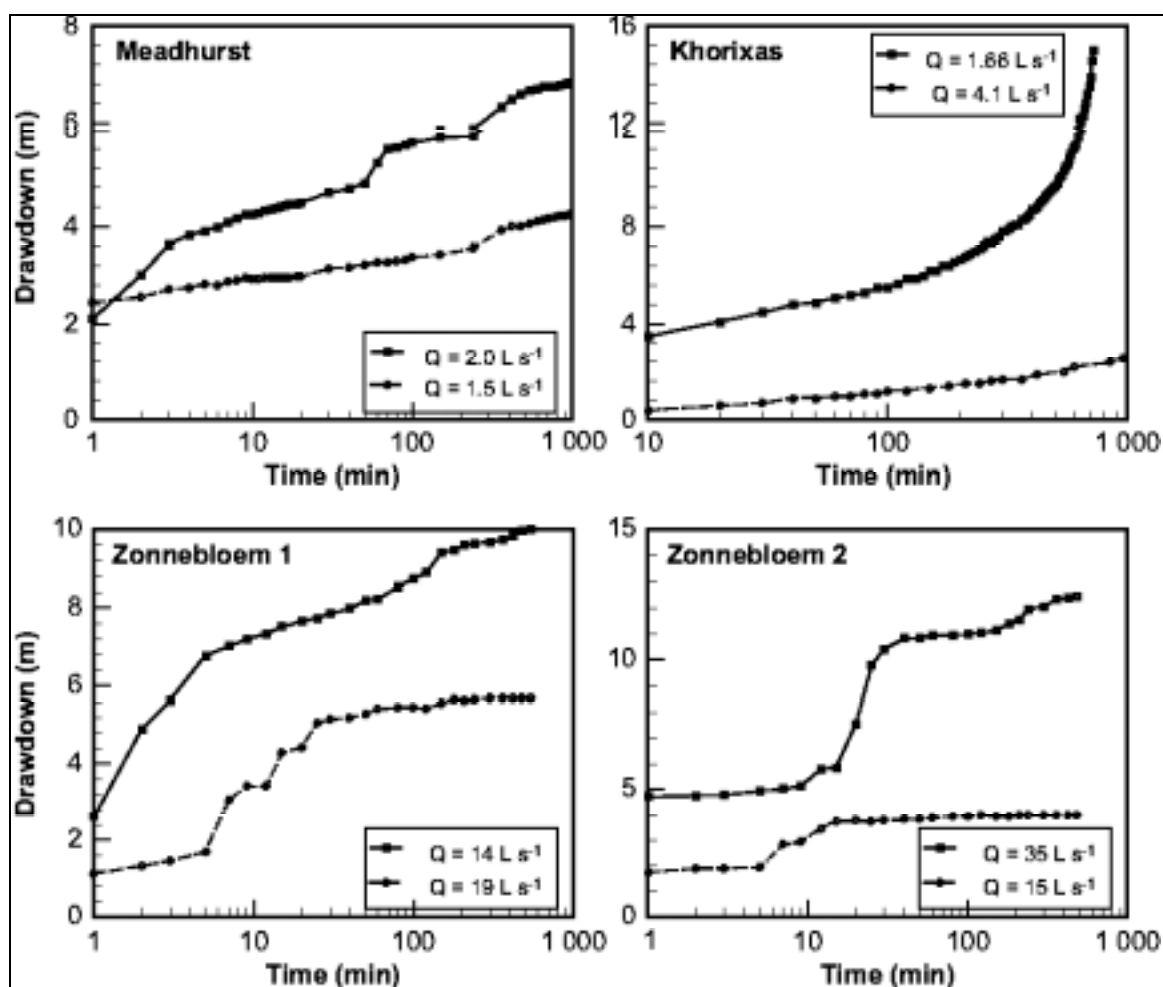 Meadhurst
Drawdown (m)
8
6
4
2
0
1
10
100
1 000
Time (min)
Q = 2.0 L s⁻¹
Q = 1.5 L s⁻¹
Khorixas
16
12
8
4
0
10
100
1 000
Time (min)
Q = 1.66 L s⁻¹
Q = 4.1 L s⁻¹
Zonnebloem 1
Drawdown (m)
10
8
6
4
2
0
1
10
100
1 000
Time (min)
Q = 14 L s⁻¹
Q = 19 L s⁻¹
Zonnebloem 2
15
10
5
0
1
10
100
1 000
Time (min)
Q = 35 L s⁻¹
Q = 15 L s⁻¹